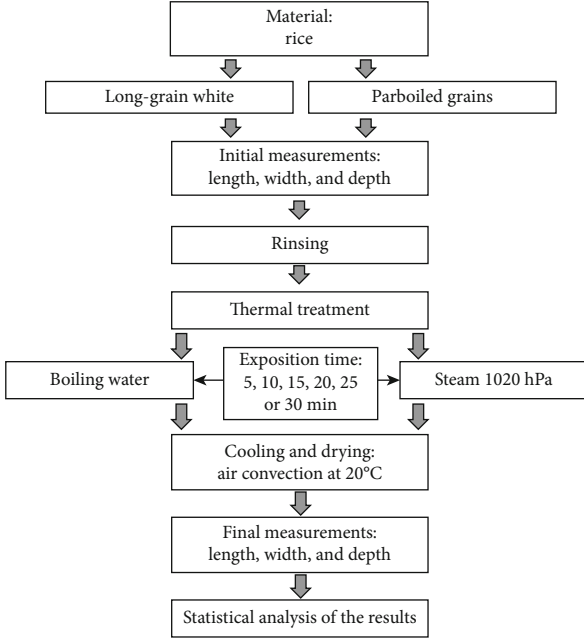 Material:
rice
Long-grain white
Parboiled grains
Initial measurements:
length, width, and depth
Rinsing
Thermal treatment
Boiling water
Exposition time:
5, 10, 15, 20, 25
or 30 min
Steam 1020 hPa
Cooling and drying:
air convection at 20°C
Final measurements:
length, width, and depth
Statistical analysis of the results